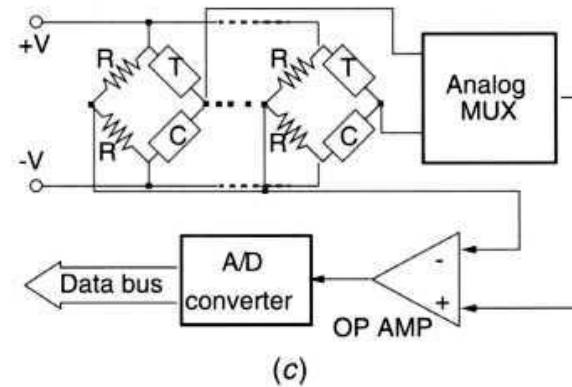 +V
R
T
R
T
Analog
MUX
R
C
R
C
-V
A/D
converter
Data bus
-
+
OP AMP
(c)